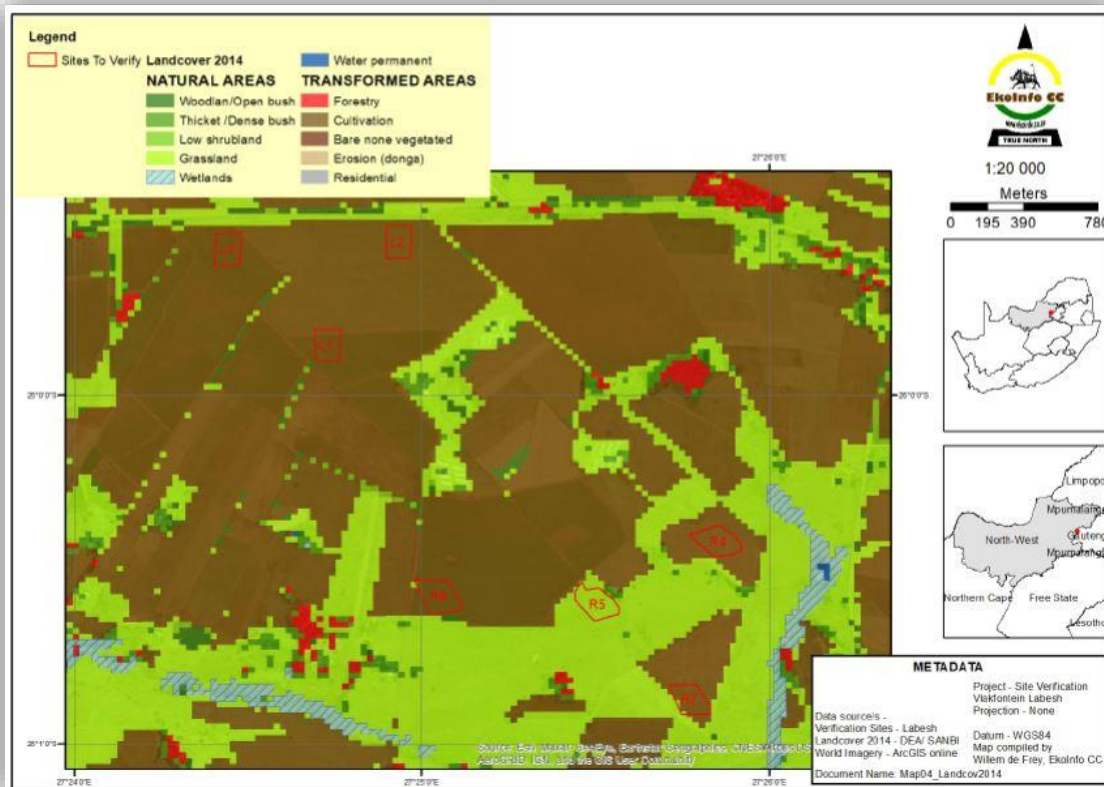 Legend
Sites To Verify
Landcover 2014
NATURAL AREAS
Woodlan/Open bush
Thicket /Dense bush
Low shrubland
Grassland
Wetlands
Water permanent
TRANSFORMED AREAS
Forestry
Cultivation
Bare none vegetated
Erosion (donga)
Residential
EkoInfo CC
TRUE NORTH
1:20 000
Meters
0 195 390 780
27°26'0"E
L2
26°0'0"S
26°0'0"S
R4
R5
26°1'0"S
27°24'0"E
27°25'0"E
27°26'0"E
Limpopo
Mpumalanga
North-West
Gauteng
Northern Cape
Free State
Lesotho
METADATA
Project - Site Verification
Vlakfontein Labesh
Projection - None
Data source/s -
Verification Sites - Labesh
Landcover 2014 - DEA/ SANBI
World Imagery - ArcGIS online
Datum - WGS84
Map compiled by
Willem de Frey, EkoInfo CC
Document Name: Map04_Landcov2014